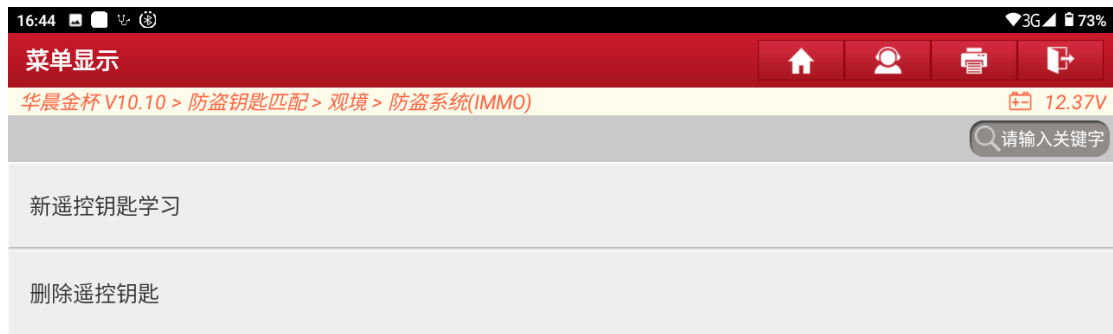 16:44 3G 73%
菜单显示
华晨金杯 V10.10 > 防盗钥匙匹配 > 观境 > 防盗系统(IMMO) 12.37V
请输入关键字
新遥控钥匙学习
删除遥控钥匙